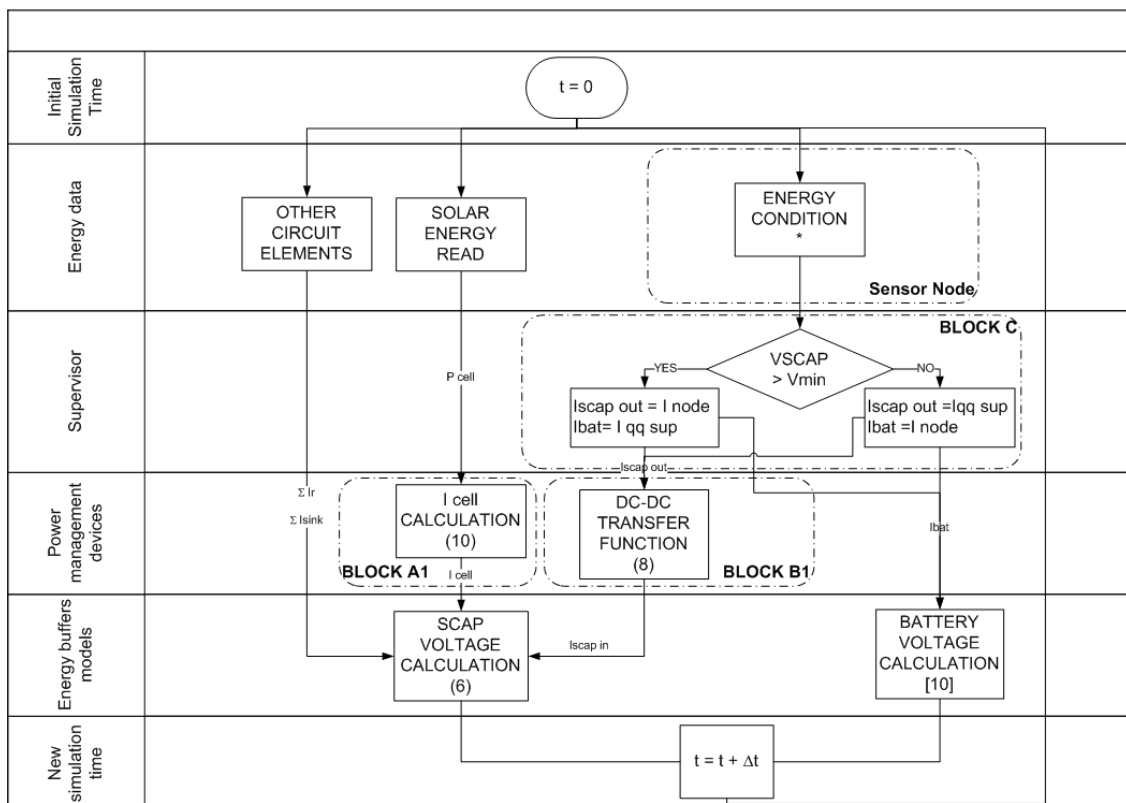 Initial
Simulation
Time
t = 0
Energy data
OTHER
CIRCUIT
ELEMENTS
SOLAR
ENERGY
READ
ENERGY
CONDITION
*
Sensor Node
Supervisor
P cell
BLOCK C
VSCAP
> Vmin
YES
NO
Iscap out = I node
Ibat= I qq sup
Iscap out =Iqq sup
Ibat =I node
Iscap out
Power
management
devices
Σ Ir
Σ Isink
I cell
CALCULATION
(10)
BLOCK A1
I cell
DC-DC
TRANSFER
FUNCTION
(8)
BLOCK B1
Ibat
Energy buffers
models
SCAP
VOLTAGE
CALCULATION
(6)
Iscap in
BATTERY
VOLTAGE
CALCULATION
[10]
New
simulation
time
t = t + Δt